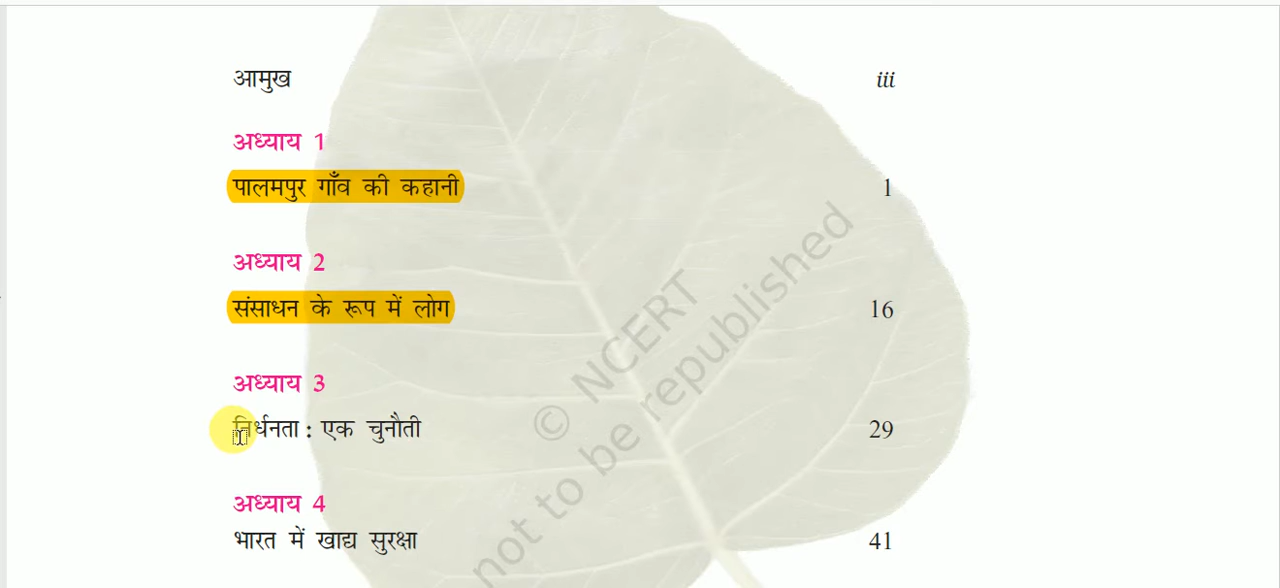 आमुख iii
अध्याय 1
पालमपुर गाँव की कहानी 1
अध्याय 2
संसाधन के रूप में लोग 16
अध्याय 3
निर्धनता : एक चुनौती 29
अध्याय 4
भारत में खाद्य सुरक्षा 41
© NCERT
not to be republished